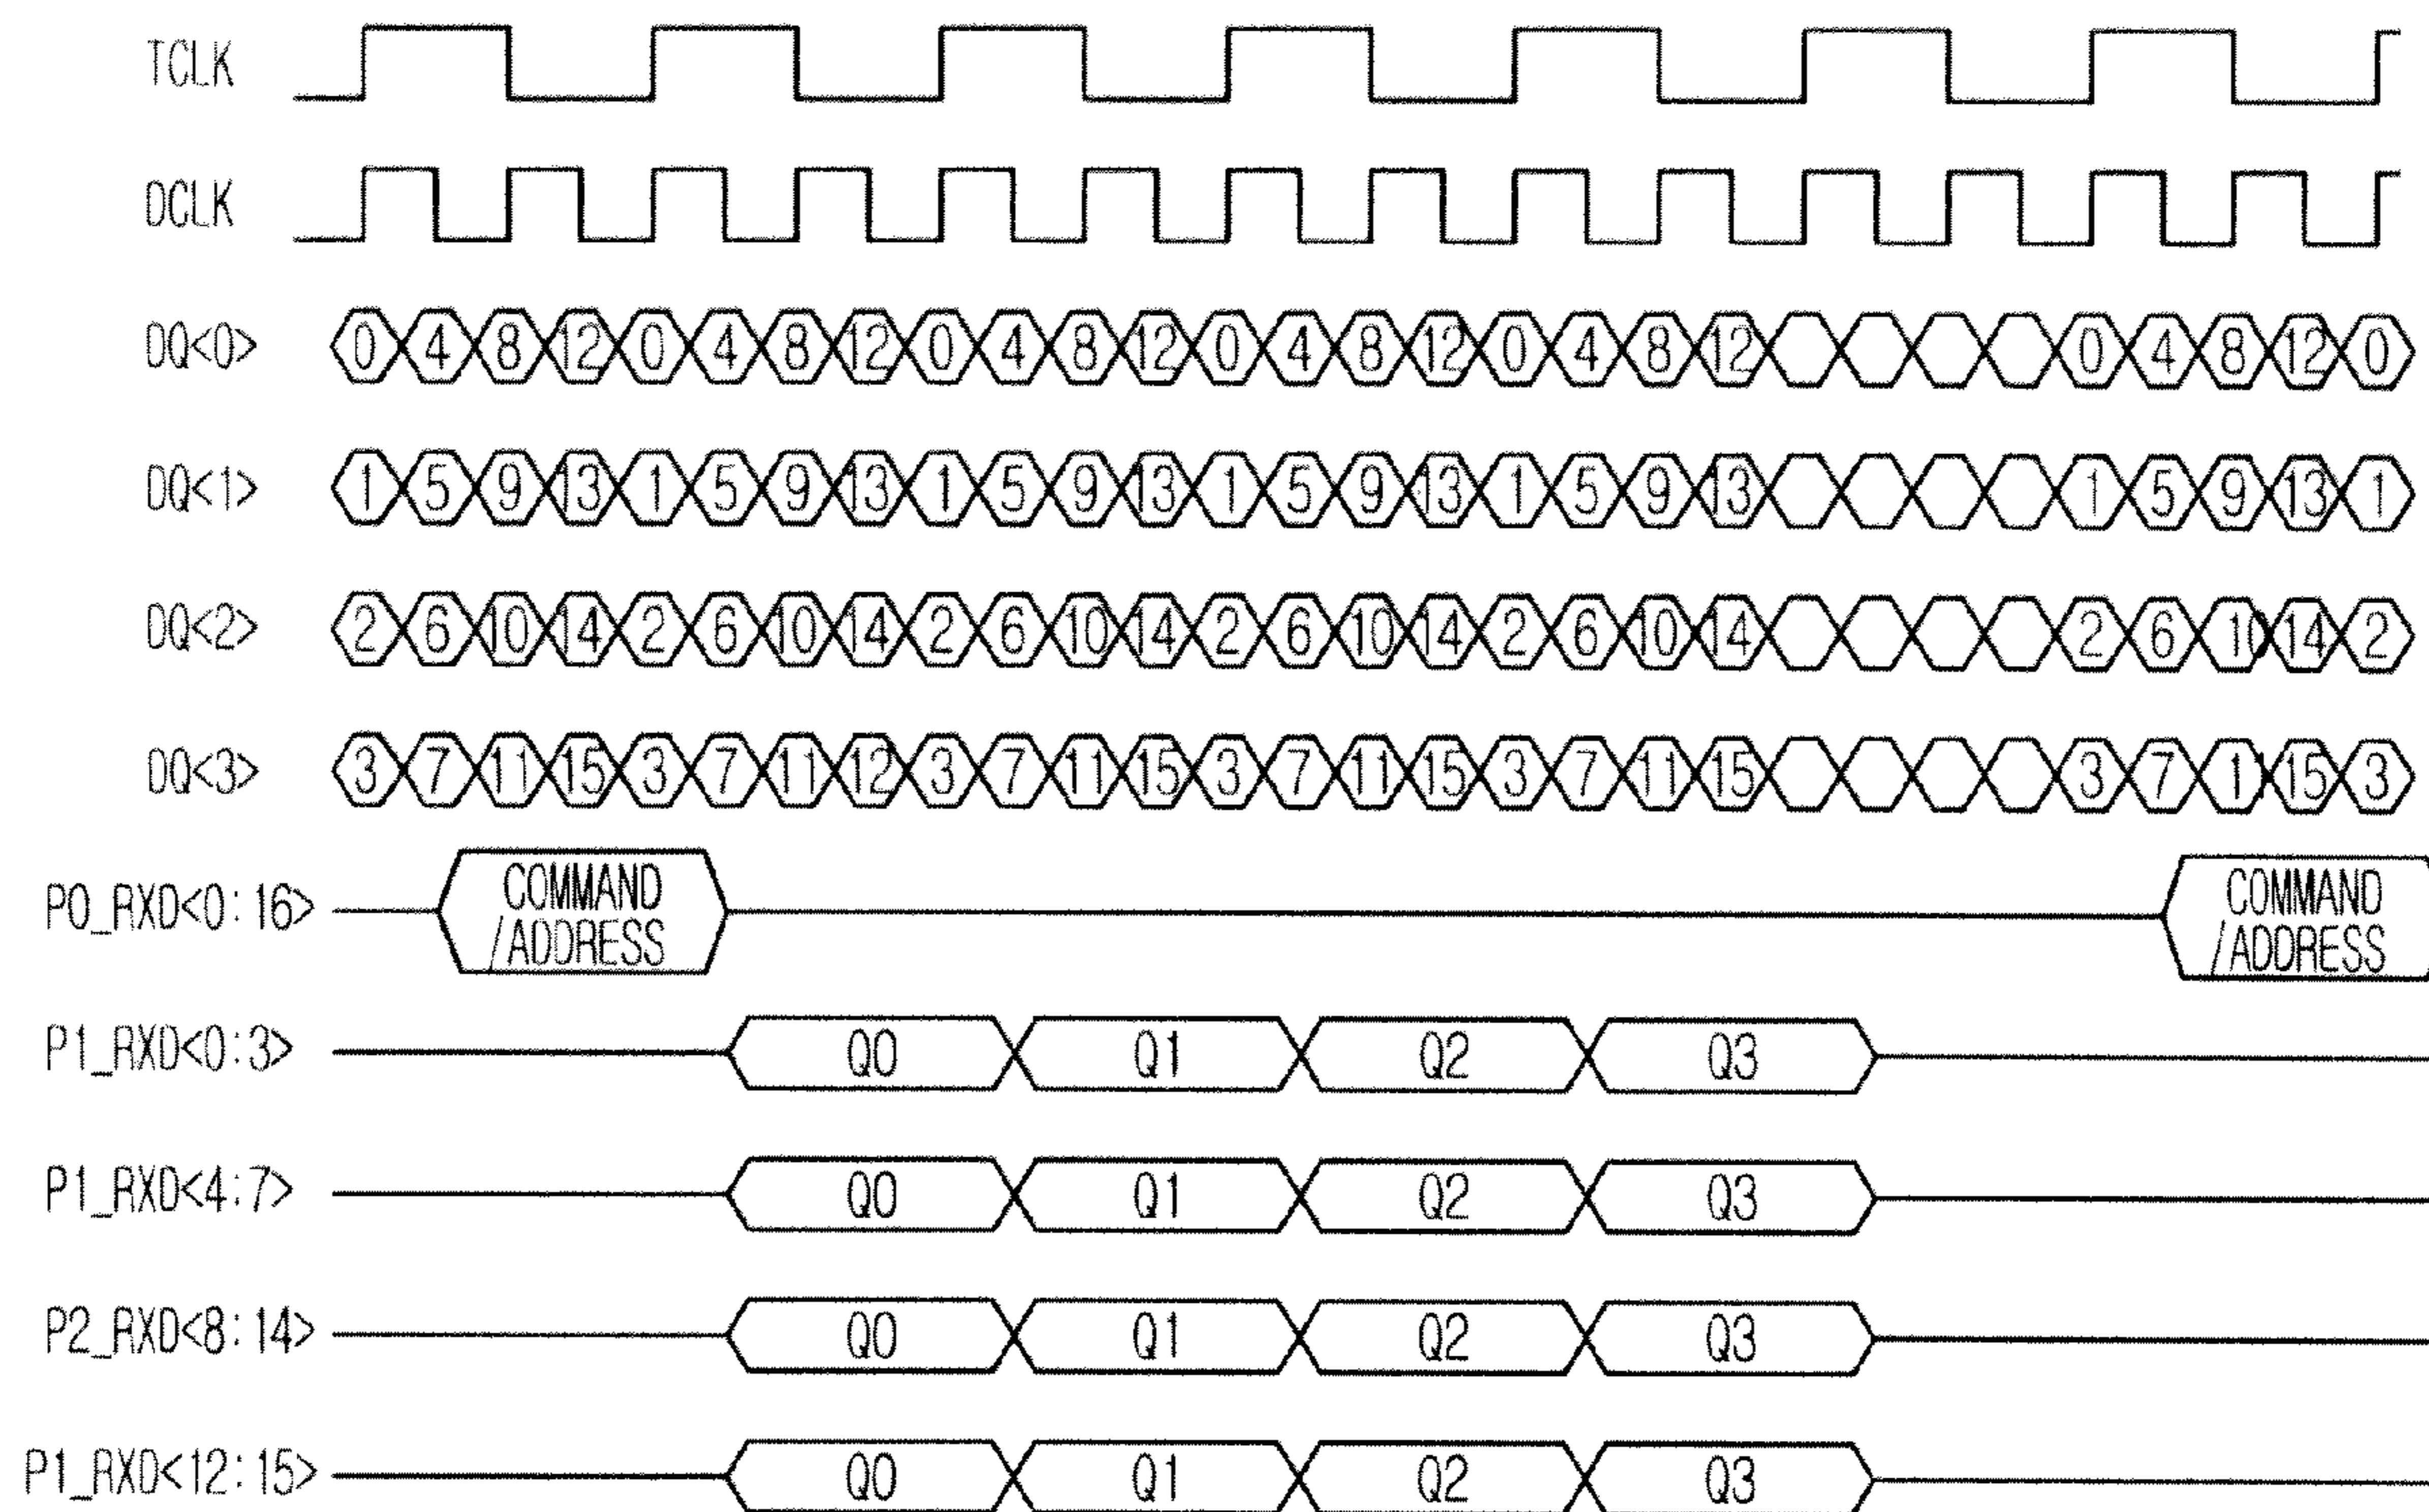 TCLK
DCLK
DQ<0> 0 4 8 12 0 4 8 12 0 4 8 12 0 4 8 12 0 4 8 12 0 4 8 12 0
DQ<1> 1 5 9 13 1 5 9 13 1 5 9 13 1 5 9 13 1 5 9 13 1 5 9 13 1
DQ<2> 2 6 10 14 2 6 10 14 2 6 10 14 2 6 10 14 2 6 10 14 2 6 10 14 2
DQ<3> 3 7 11 15 3 7 11 12 3 7 11 15 3 7 11 15 3 7 11 15 3 7 11 15 3
P0_RXD<0:16> COMMAND /ADDRESS COMMAND /ADDRESS
P1_RXD<0:3> Q0 Q1 Q2 Q3
P1_RXD<4:7> Q0 Q1 Q2 Q3
P2_RXD<8:14> Q0 Q1 Q2 Q3
P1_RXD<12:15> Q0 Q1 Q2 Q3